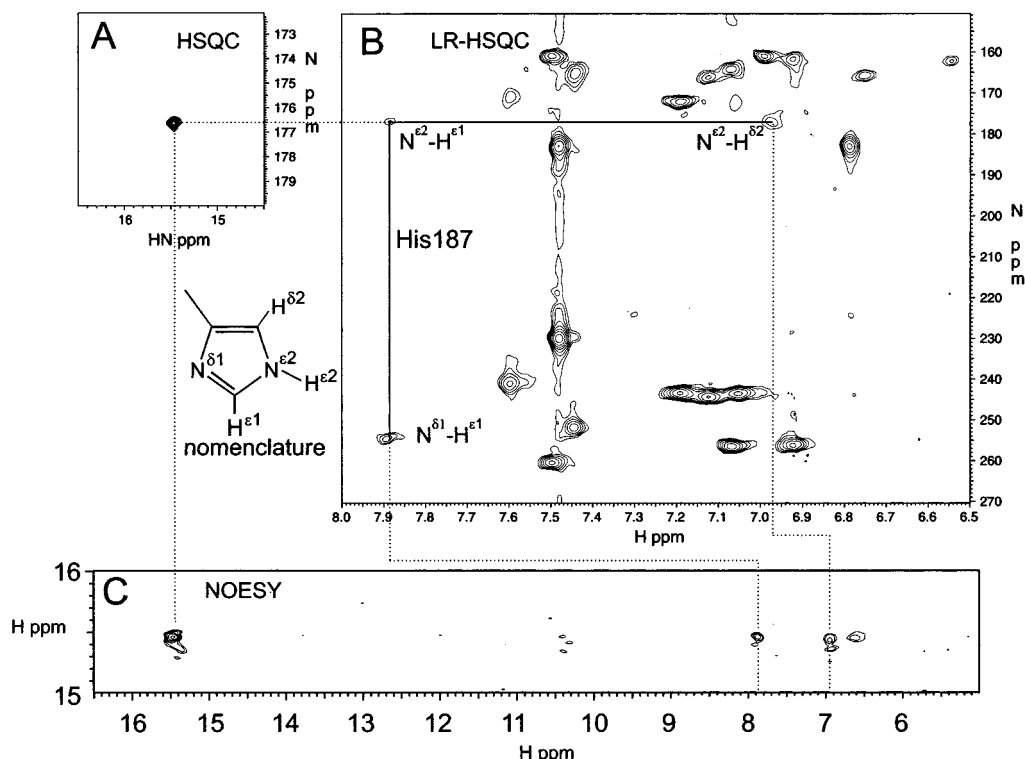 A
HSQC
173
174
175
176
177
178
179
N ppm
16
15
HN ppm
B
LR-HSQC
160
170
180
190
200
210
220
230
240
250
260
270
N ppm
Nε2-Hε1
Nε2-Hδ2
His187
Nδ1-Hε1
8.0 7.9 7.8 7.7 7.6 7.5 7.4 7.3 7.2 7.1 7.0 6.9 6.8 6.7 6.6 6.5
H ppm
Hδ2
Nδ1
Nε2
Hε2
Hε1
nomenclature
C
NOESY
16
H ppm
15
16 15 14 13 12 11 10 9 8 7 6
H ppm